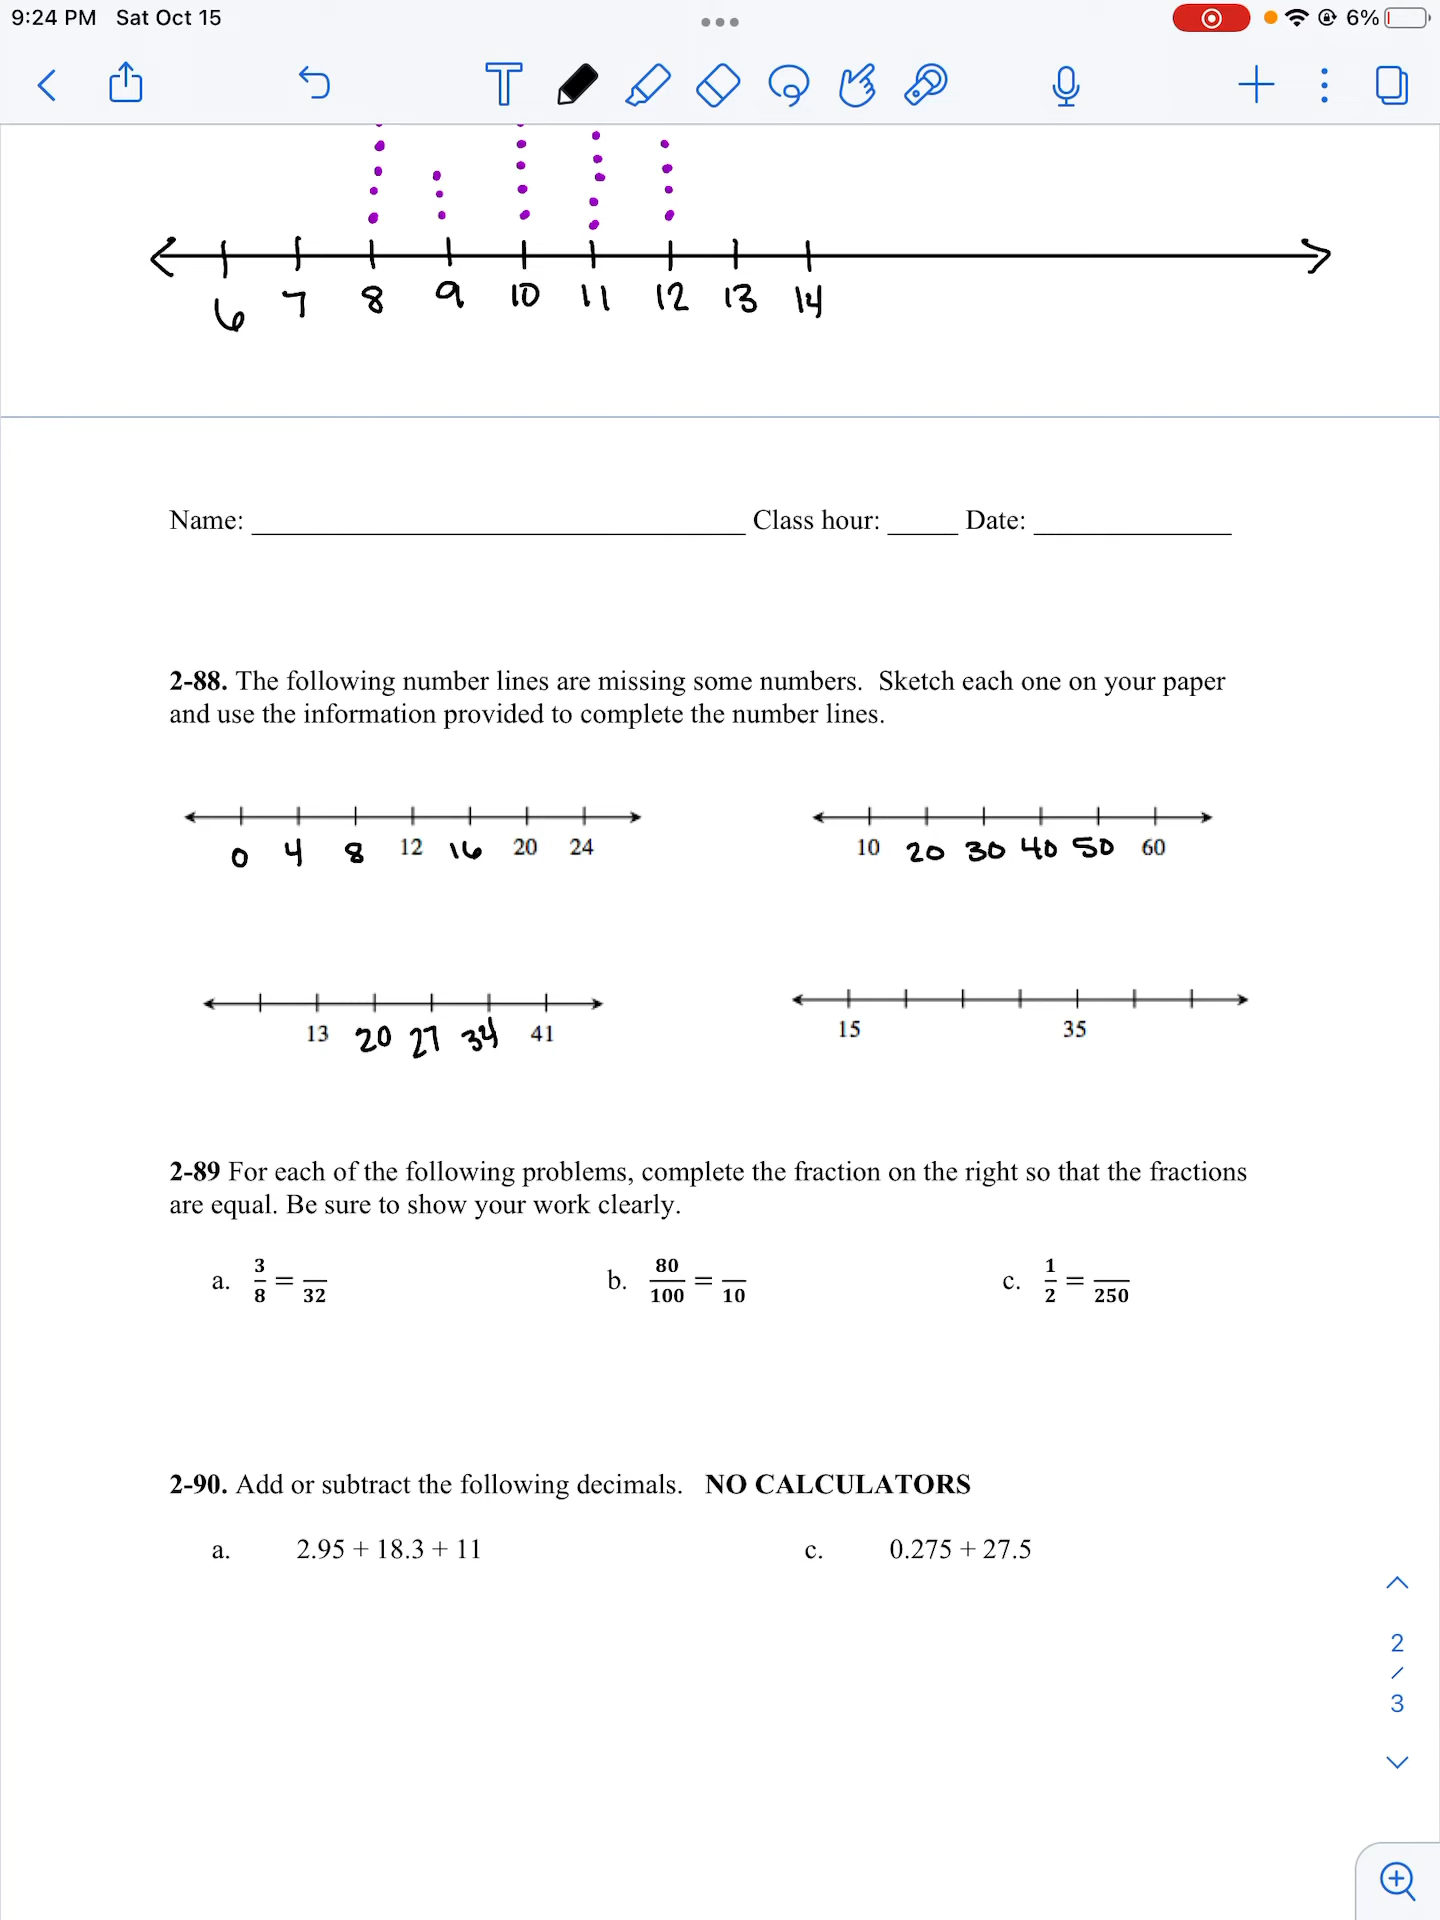 9:24 PM Sat Oct 15
6%
6 7 8 9 10 11 12 13 14
Name: ______ Class hour: ______ Date: ______
2-88. The following number lines are missing some numbers. Sketch each one on your paper
and use the information provided to complete the number lines.
0 4 8 12 16 20 24
10 20 30 40 50 60
13 20 27 34 41
15 35
2-89 For each of the following problems, complete the fraction on the right so that the fractions
are equal. Be sure to show your work clearly.
a. 3/8 = __/32 b. 80/100 = __/10 c. 1/2 = __/250
2-90. Add or subtract the following decimals. NO CALCULATORS
a. 2.95 + 18.3 + 11 c. 0.275 + 27.5
2
/
3